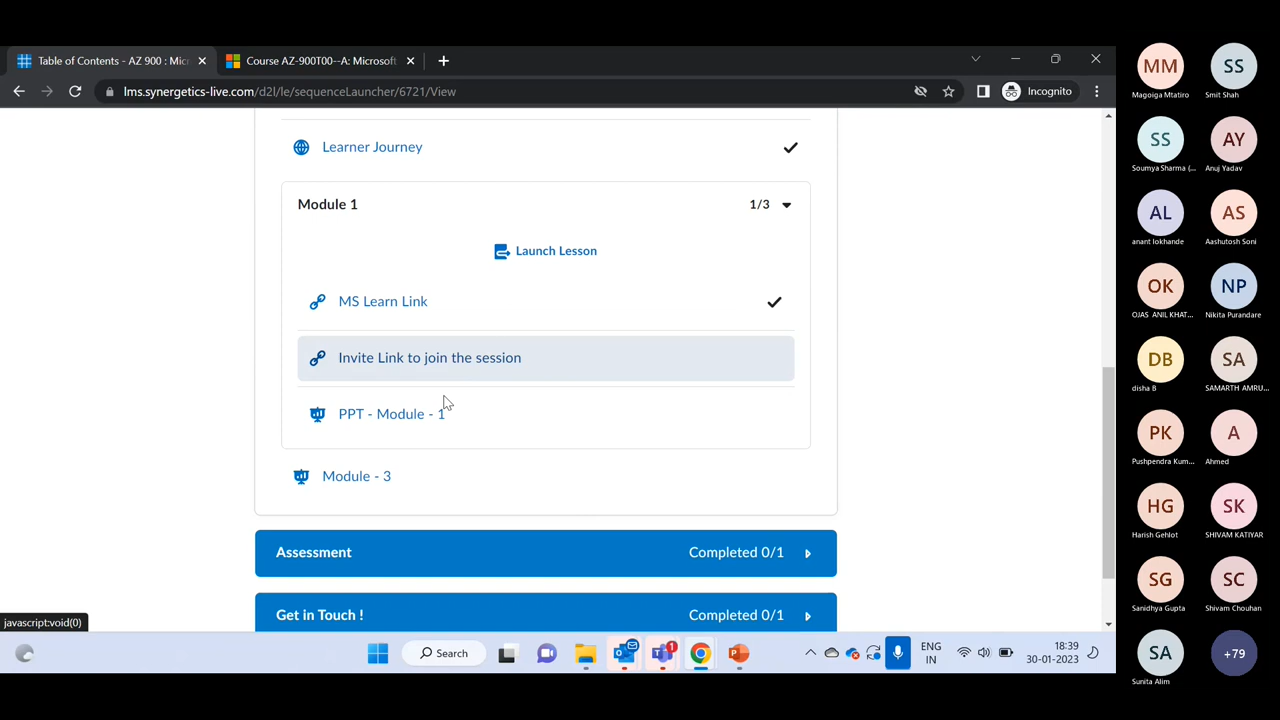 Table of Contents - AZ 900 : Micr
Course AZ-900T00--A: Microsoft
lms.synergetics-live.com/d2l/le/sequenceLauncher/6721/View
Incognito
Learner Journey
Module 1
1/3
Launch Lesson
MS Learn Link
Invite Link to join the session
PPT - Module - 1
Module - 3
Assessment
Completed 0/1
Get in Touch !
Completed 0/1
javascript:void(0)
Search
1
ENG
IN
18:39
30-01-2023
MM
Magoiga Mtatiro
SS
Smit Shah
SS
Soumya Sharma (...
AY
Anuj Yadav
AL
anant lokhande
AS
Aashutosh Soni
OK
OJAS ANIL KHAT...
NP
Nikita Purandare
DB
disha B
SA
SAMARTH AMRU...
PK
Pushpendra Kum...
A
Ahmed
HG
Harish Gehlot
SK
SHIVAM KATIYAR
SG
Sanidhya Gupta
SC
Shivam Chouhan
SA
Sunita Alim
+79